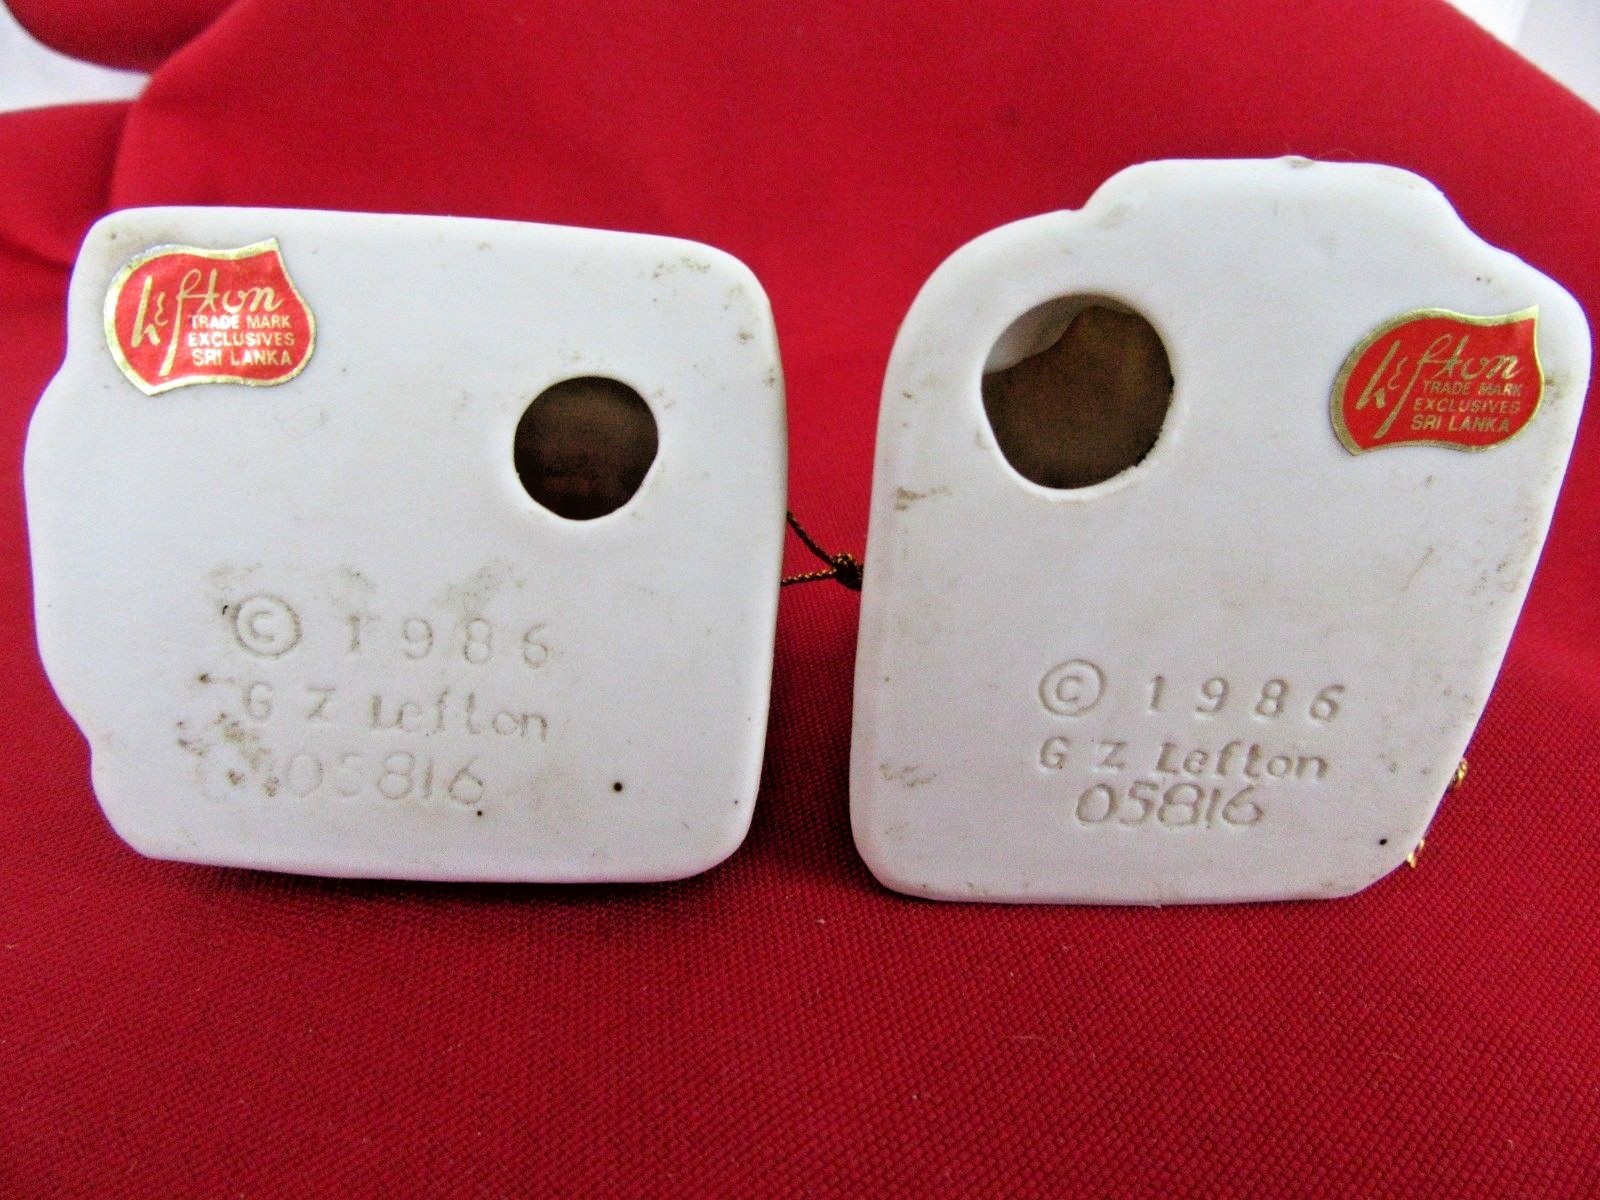 Lefton
TRADE MARK
EXCLUSIVES
SRI LANKA
© 1986
G Z Lefton
05816
Lefton
TRADE MARK
EXCLUSIVES
SRI LANKA
© 1986
G Z Lefton
05816